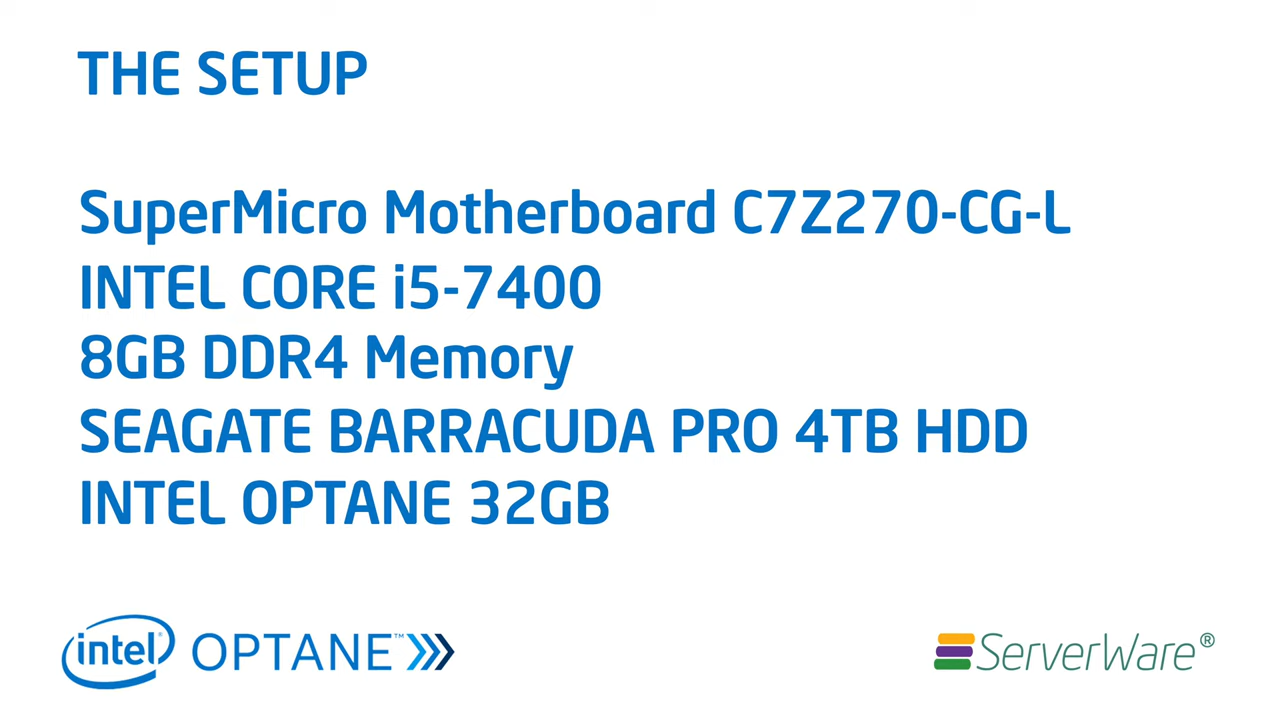 THE SETUP
SuperMicro Motherboard C7Z270-CG-L
INTEL CORE i5-7400
8GB DDR4 Memory
SEAGATE BARRACUDA PRO 4TB HDD
INTEL OPTANE 32GB
intel® OPTANE™
ServerWare®